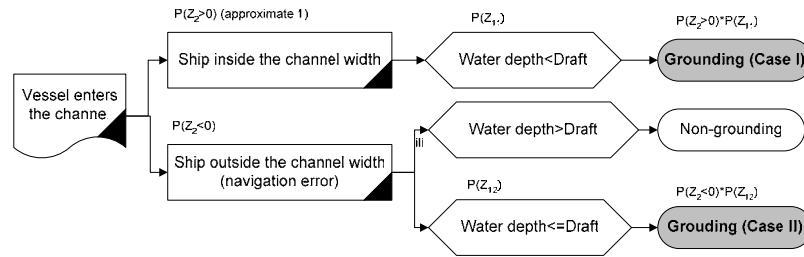 P(Z2>0) (approximate 1)
P(Z1.)
P(Z2>0)*P(Z1.)
Ship inside the channel width
Water depth<Draft
Grounding (Case I)
Vessel enters
the channe
P(Z2<0)
Ship outside the channel width
(navigation error)
ili
Water depth>Draft
Non-grounding
P(Z12)
P(Z2<0)*P(Z12)
Water depth<=Draft
Grouding (Case II)